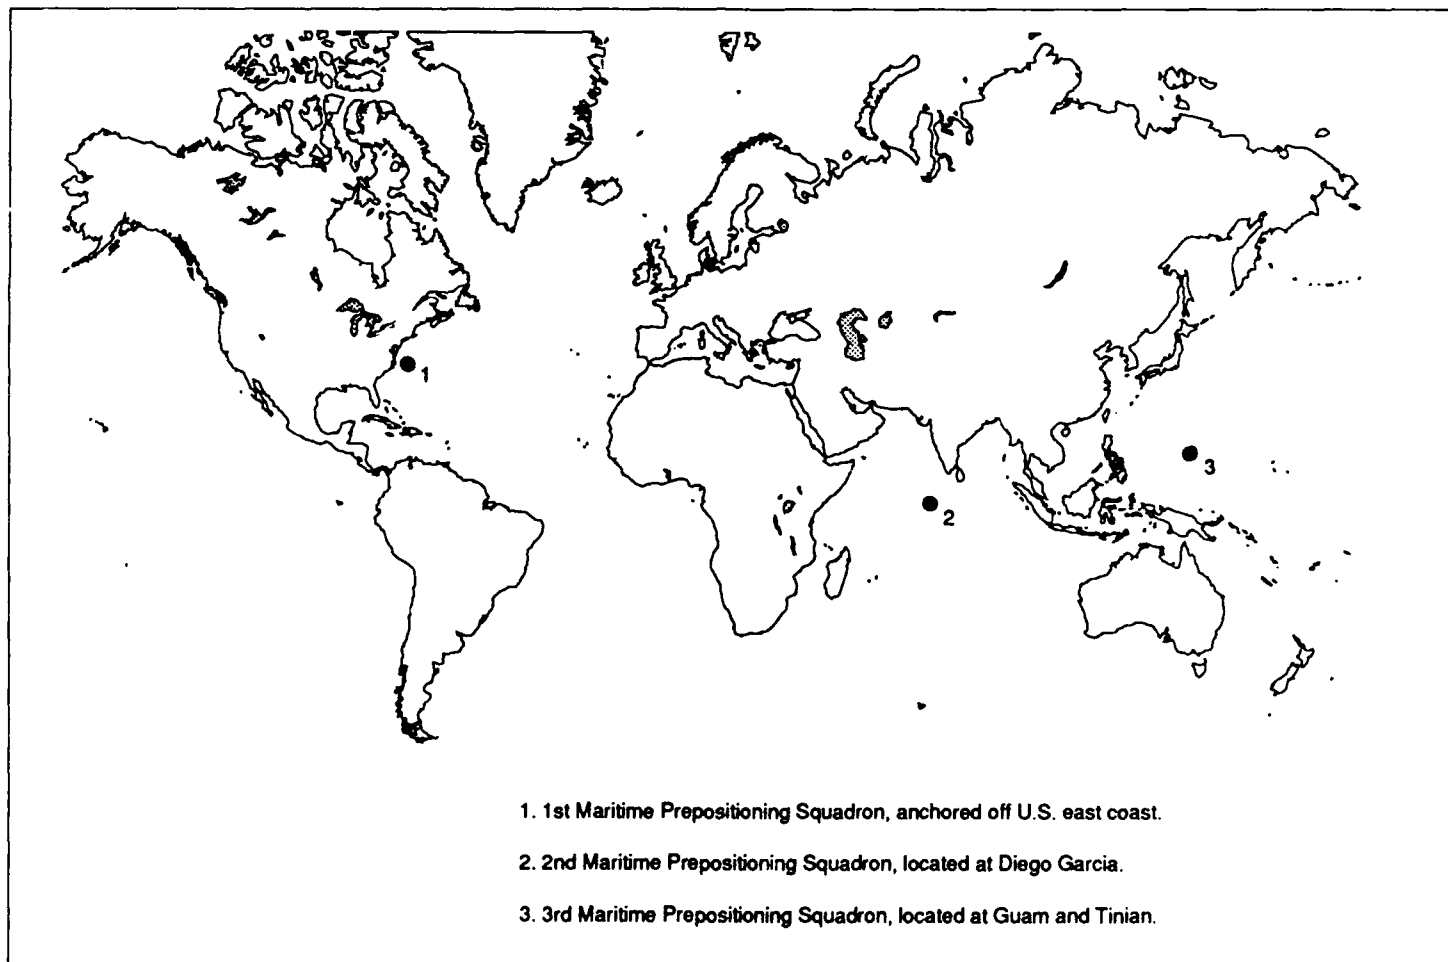 1
2
3
1. 1st Maritime Prepositioning Squadron, anchored off U.S. east coast.
2. 2nd Maritime Prepositioning Squadron, located at Diego Garcia.
3. 3rd Maritime Prepositioning Squadron, located at Guam and Tinian.